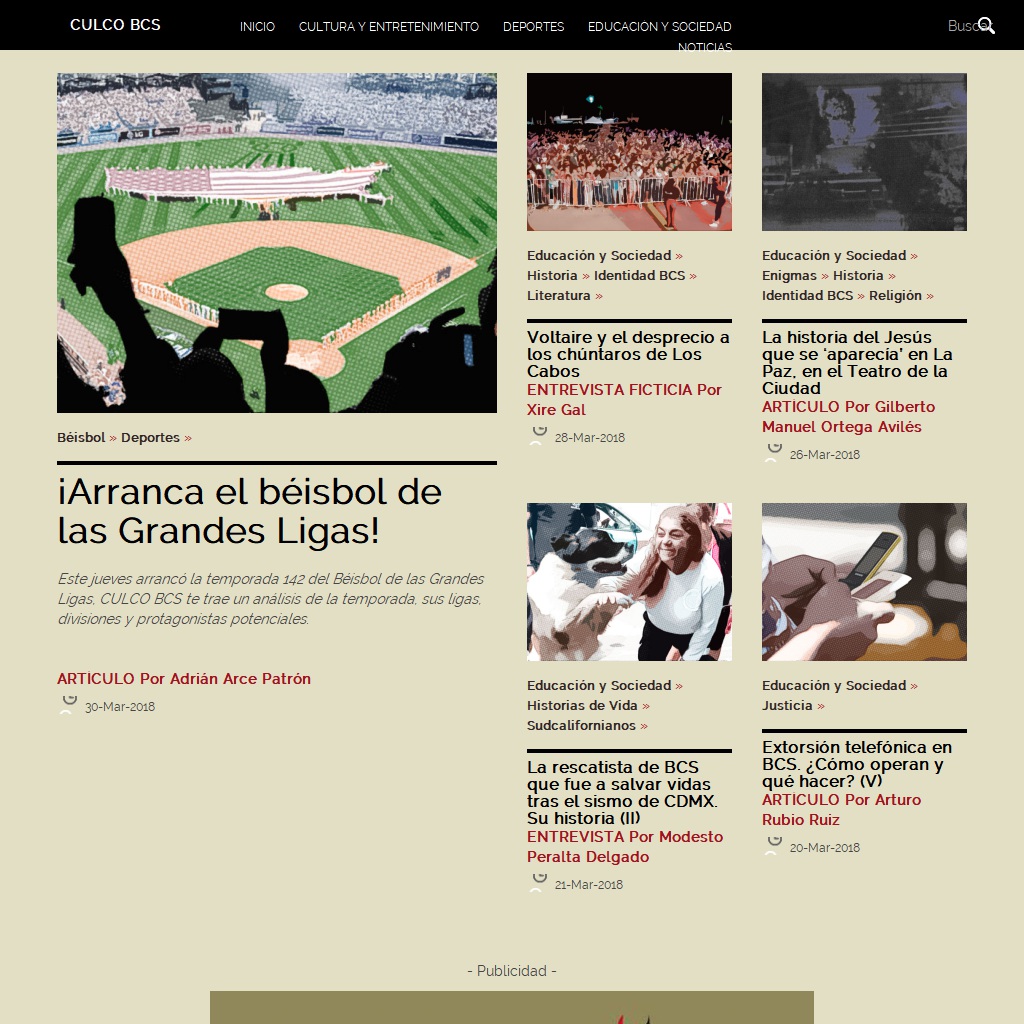 CULCO BCS
INICIO
CULTURA Y ENTRETENIMIENTO
DEPORTES
EDUCACIÓN Y SOCIEDAD
NOTICIAS
Buscar
Béisbol » Deportes »
¡Arranca el béisbol de
las Grandes Ligas!
Este jueves arrancó la temporada 142 del Béisbol de las Grandes
Ligas, CULCO BCS te trae un análisis de la temporada, sus ligas,
divisiones y protagonistas potenciales.
ARTÍCULO Por Adrián Arce Patrón
30-Mar-2018
Educación y Sociedad »
Historia » Identidad BCS »
Literatura »
Voltaire y el desprecio a
los chúntaros de Los
Cabos
ENTREVISTA FICTICIA Por
Xire Gal
28-Mar-2018
Educación y Sociedad »
Enigmas » Historia »
Identidad BCS » Religión »
La historia del Jesús
que se ‘aparecía’ en La
Paz, en el Teatro de la
Ciudad
ARTÍCULO Por Gilberto
Manuel Ortega Avilés
26-Mar-2018
Educación y Sociedad »
Historias de Vida »
Sudcalifornianos »
La rescatista de BCS
que fue a salvar vidas
tras el sismo de CDMX.
Su historia (II)
ENTREVISTA Por Modesto
Peralta Delgado
21-Mar-2018
Educación y Sociedad »
Justicia »
Extorsión telefónica en
BCS. ¿Cómo operan y
qué hacer? (V)
ARTÍCULO Por Arturo
Rubio Ruiz
20-Mar-2018
- Publicidad -